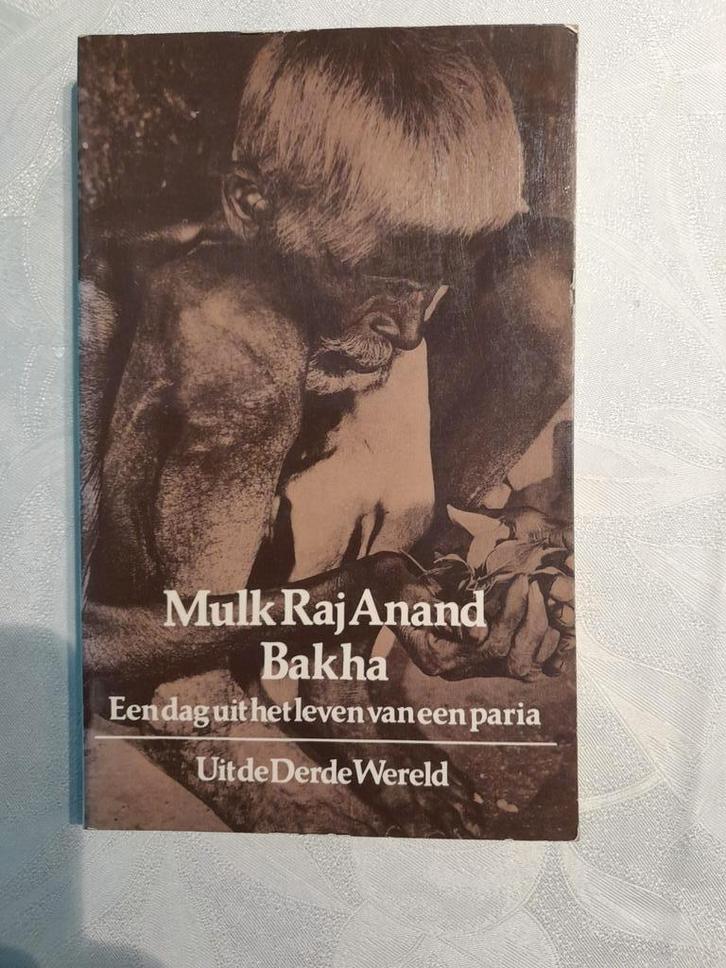 Mulk Raj Anand
Bakha
Een dag uit het leven van een paria
Uit de Derde Wereld